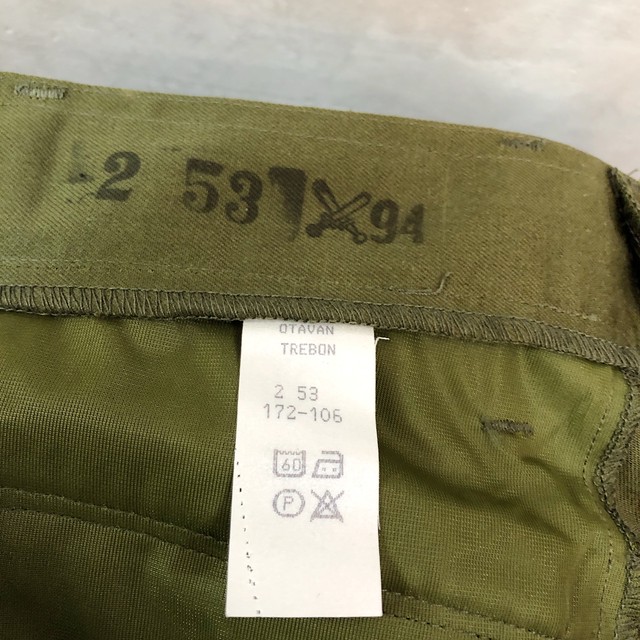 2 53 94
OTAVAN
TREBON
2 53
172-106
60
P